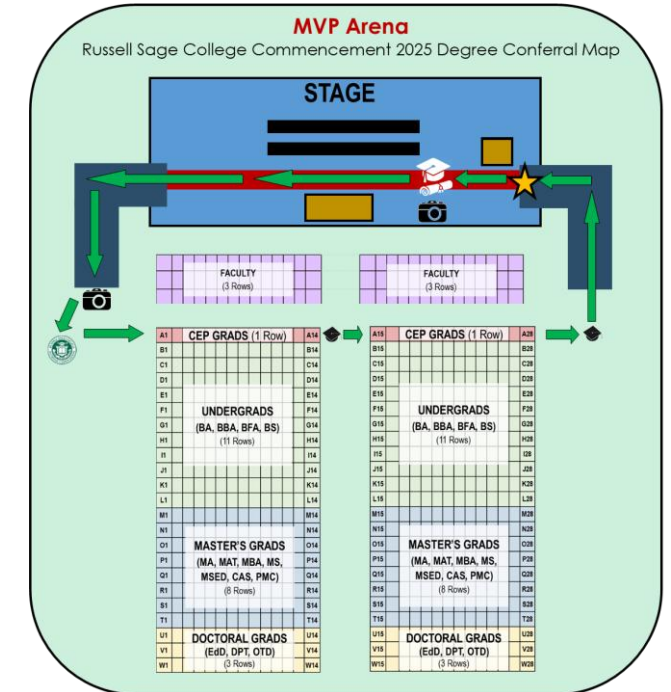 MVP Arena
Russell Sage College Commencement 2025 Degree Conferral Map
STAGE
FACULTY
(3 Rows)
FACULTY
(3 Rows)
A1 CEP GRADS (1 Row) A14
B1 B14
C1 C14
D1 D14
E1 E14
F1 UNDERGRADS F14
G1 (BA, BBA, BFA, BS) G14
H1 (11 Rows) H14
I1 I14
J1 J14
K1 K14
L1 L14
M1 M14
N1 N14
O1 MASTER'S GRADS O14
P1 (MA, MAT, MBA, MS, P14
Q1 MSED, CAS, PMC) Q14
R1 (8 Rows) R14
S1 S14
T1 T14
U1 DOCTORAL GRADS U14
V1 (EdD, DPT, OTD) V14
W1 (3 Rows) W14
A15 CEP GRADS (1 Row) A28
B15 B28
C15 C28
D15 D28
E15 E28
F15 UNDERGRADS F28
G15 (BA, BBA, BFA, BS) G28
H15 (11 Rows) H28
I15 I28
J15 J28
K15 K28
L15 L28
M15 M28
N15 N28
O15 MASTER'S GRADS O28
P15 (MA, MAT, MBA, MS, P28
Q15 MSED, CAS, PMC) Q28
R15 (8 Rows) R28
S15 S28
T15 T28
U15 DOCTORAL GRADS U28
V15 (EdD, DPT, OTD) V28
W15 (3 Rows) W28